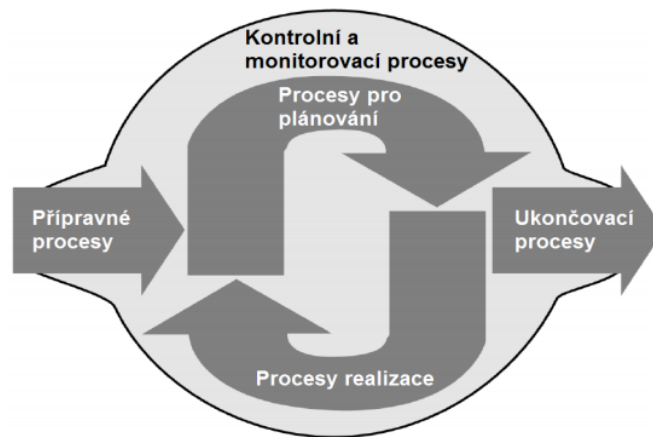 Kontrolní a
monitorovací procesy
Procesy pro
plánování
Přípravné
procesy
Ukončovací
procesy
Procesy realizace